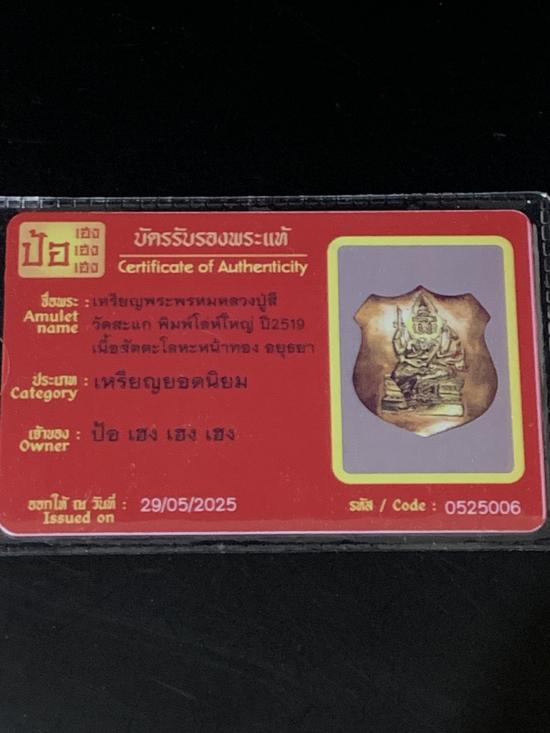 ป้อ เฮง เฮง เฮง
บัตรรับรองพระแท้
Certificate of Authenticity
ชื่อพระ : เหรียญพระพรหมหลวงปู่สี
Amulet name
วัดสะแก พิมพ์โล่ห์ใหญ่ ปี2519
เนื้อสัตตะโลหะหน้าทอง อยุธยา
ประเภท : เหรียญยอดนิยม
Category
เจ้าของ : ป้อ เฮง เฮง เฮง
Owner
ออกให้ ณ วันที่ : 29/05/2025
Issued on
รหัส / Code : 0525006